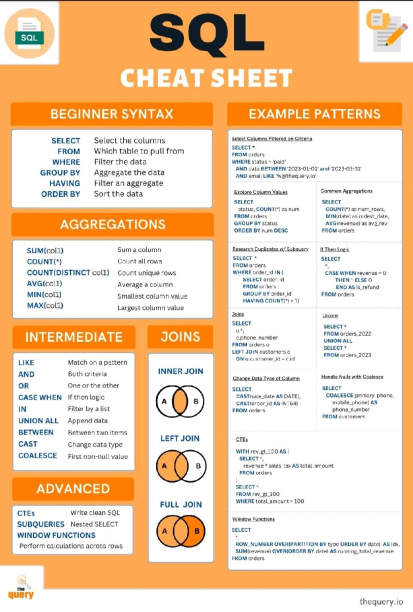 SQL
SQL
CHEAT SHEET
BEGINNER SYNTAX
SELECT Select the columns
FROM Which table to pull from
WHERE Filter the data
GROUP BY Aggregate the data
HAVING Filter an aggregate
ORDER BY Sort the data
AGGREGATIONS
SUM(col1) Sum a column
COUNT(*) Count all rows
COUNT(DISTINCT col1) Count unique rows
AVG(col1) Average a column
MIN(col1) Smallest column value
MAX(col1) Largest column value
INTERMEDIATE
LIKE Match on a pattern
AND Both criteria
OR One or the other
CASE WHEN If then logic
IN Filter by a list
UNION ALL Append data
BETWEEN Between two items
CAST Change data type
COALESCE First non-null value
JOINS
INNER JOIN
A B
LEFT JOIN
A B
FULL JOIN
A B
ADVANCED
CTEs Write clean SQL
SUBQUERIES Nested SELECT
WINDOW FUNCTIONS
Perform calculations across rows
EXAMPLE PATTERNS
Select Columns Filtered on Criteria
SELECT *
FROM orders
WHERE status = 'paid'
AND date BETWEEN '2023-01-01' and '2023-03-31'
AND email LIKE '%@thequery.io'
Explore Column Values
SELECT
status, COUNT(*) as num
FROM orders
GROUP BY status
ORDER BY num DESC
Common Aggregations
SELECT
COUNT(*) as num_rows,
MIN(date) as oldest_date,
AVG(revenue) as avg_rev
FROM orders
Research Duplicates w/ Subquery
SELECT *
FROM orders
WHERE order_id IN (
SELECT order_id
FROM orders
GROUP BY order_id
HAVING COUNT(*) > 1)
If Then Logic
SELECT
*,
CASE WHEN revenue < 0
THEN 1 ELSE 0
END AS is_refund
FROM orders
Joins
SELECT
o.*,
c.phone_number
FROM orders o
LEFT JOIN customers c
ON o.customer_id = c.id
Unions
SELECT *
FROM orders_2022
UNION ALL
SELECT *
FROM orders_2023
Change Data Type of Column
SELECT
CAST(sale_date AS DATE),
CAST(order_id AS INT64)
FROM orders
Handle Nulls with Coalesce
SELECT
COALESCE(primary_phone,
mobile_phone) AS
phone_number
FROM customers
CTEs
WITH rev_gt_100 AS (
SELECT *,
revenue * sales_tax AS total_amount
FROM orders
)
SELECT *
FROM rev_gt_100
WHERE total_amount > 100
Window Functions
SELECT
*,
ROW_NUMBER OVER(PARTITION BY type ORDER BY date) AS idx,
SUM(revenue) OVER(ORDER BY date) AS running_total_revenue
FROM orders
the query
thequery.io